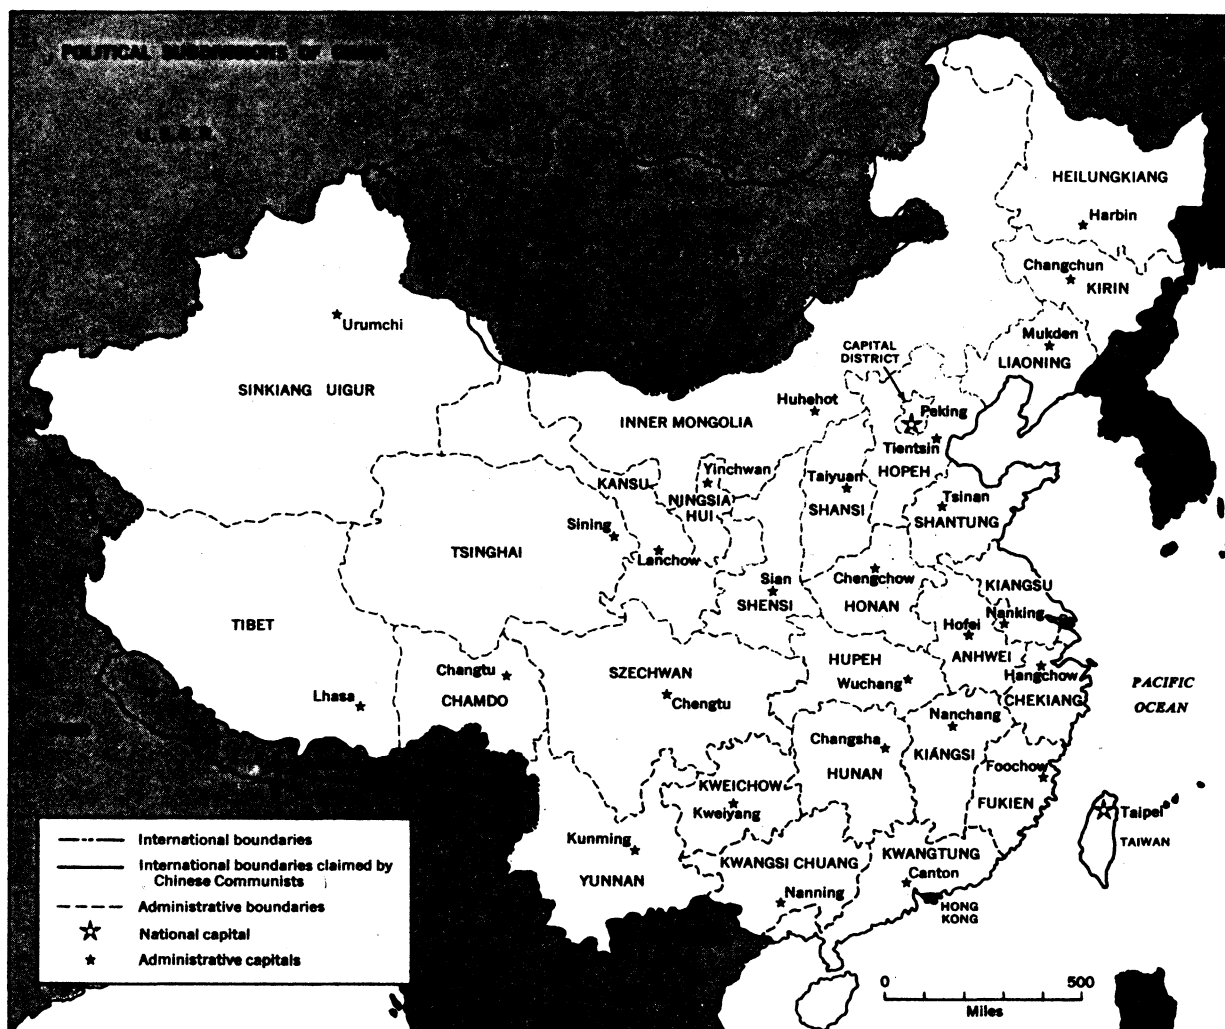 POLITICAL SUBDIVISIONS OF CHINA
U.S.S.R.
HEILUNGKIANG
Harbin
Changchun
KIRIN
Mukden
LIAONING
CAPITAL
DISTRICT
Peking
Tientsin
HOPEH
Urumchi
SINKIANG UIGUR
Huhehot
INNER MONGOLIA
Yinchwan
KANSU
NINGSIA
HUI
Taiyuan
SHANSI
Tsinan
SHANTUNG
Sining
Lanchow
TSINGHAI
Sian
SHENSI
Chengchow
HONAN
KIANGSU
Nanking
Hofei
ANHWEI
TIBET
Lhasa
Changtu
CHAMDO
SZECHWAN
Chengtu
HUPEH
Wuchang
Hangchow
CHEKIANG
PACIFIC
OCEAN
Nanchang
KIANGSI
Changsha
HUNAN
Foochow
FUKIEN
KWEICHOW
Kweiyang
Kunming
YUNNAN
KWANGSI CHUANG
Nanning
KWANGTUNG
Canton
HONG
KONG
Taipei
TAIWAN
International boundaries
International boundaries claimed by
Chinese Communists
Administrative boundaries
National capital
Administrative capitals
0 500
Miles